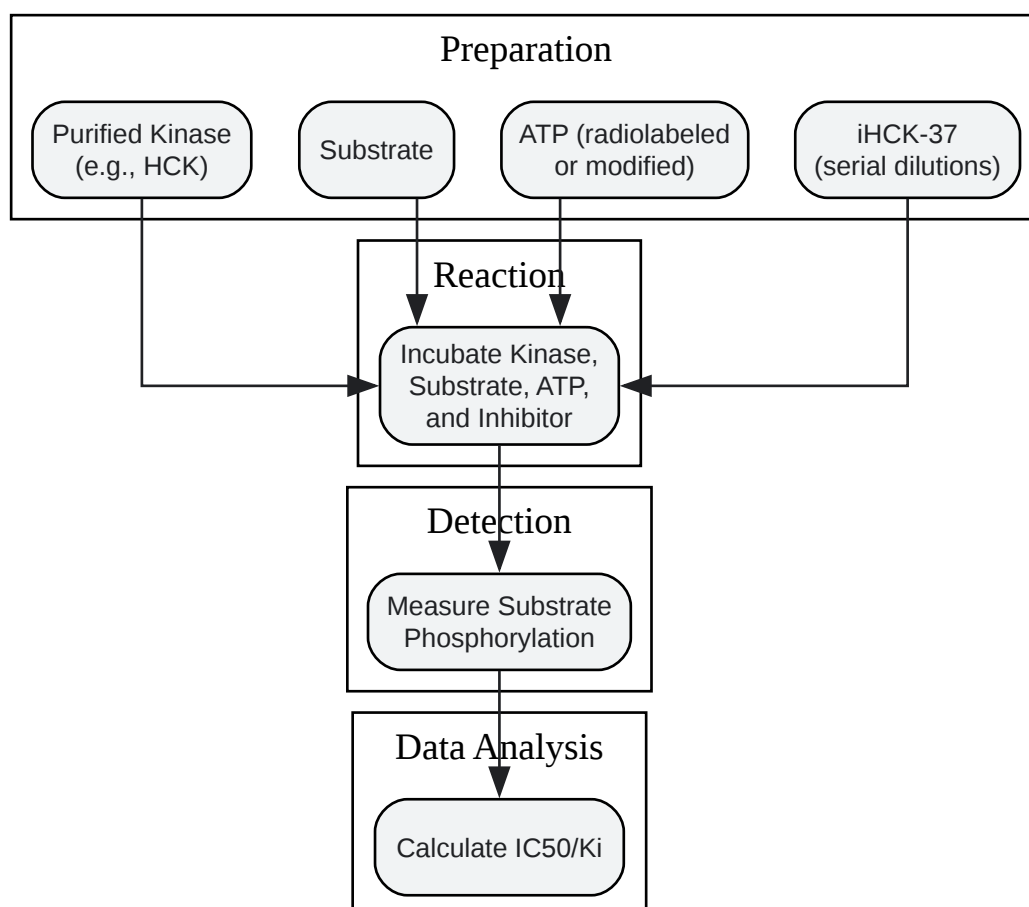 Preparation
Purified Kinase
(e.g., HCK)
Substrate
ATP (radiolabeled
or modified)
iHCK-37
(serial dilutions)
Reaction
Incubate Kinase,
Substrate, ATP,
and Inhibitor
Detection
Measure Substrate
Phosphorylation
Data Analysis
Calculate IC50/Ki